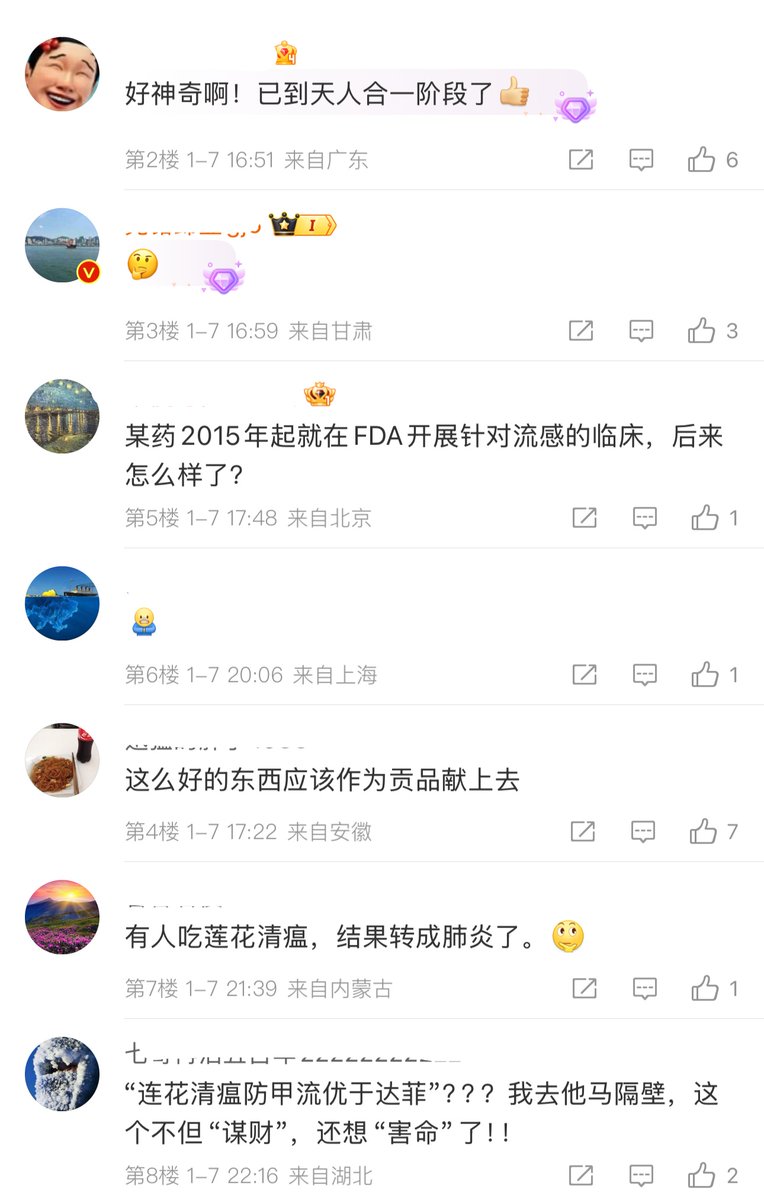 好神奇啊！已到天人合一阶段了
第2楼 1-7 16:51 来自广东
6
I
第3楼 1-7 16:59 来自甘肃
3
某药2015年起就在FDA开展针对流感的临床，后来
怎么样了？
第5楼 1-7 17:48 来自北京
1
第6楼 1-7 20:06 来自上海
1
这么好的东西应该作为贡品献上去
第4楼 1-7 17:22 来自安徽
7
有人吃莲花清瘟，结果转成肺炎了。
第7楼 1-7 21:39 来自内蒙古
1
“连花清瘟防甲流优于达菲”？？？我去他马隔壁，这
个不但“谋财”，还想“害命”了！！
第8楼 1-7 22:16 来自湖北
2